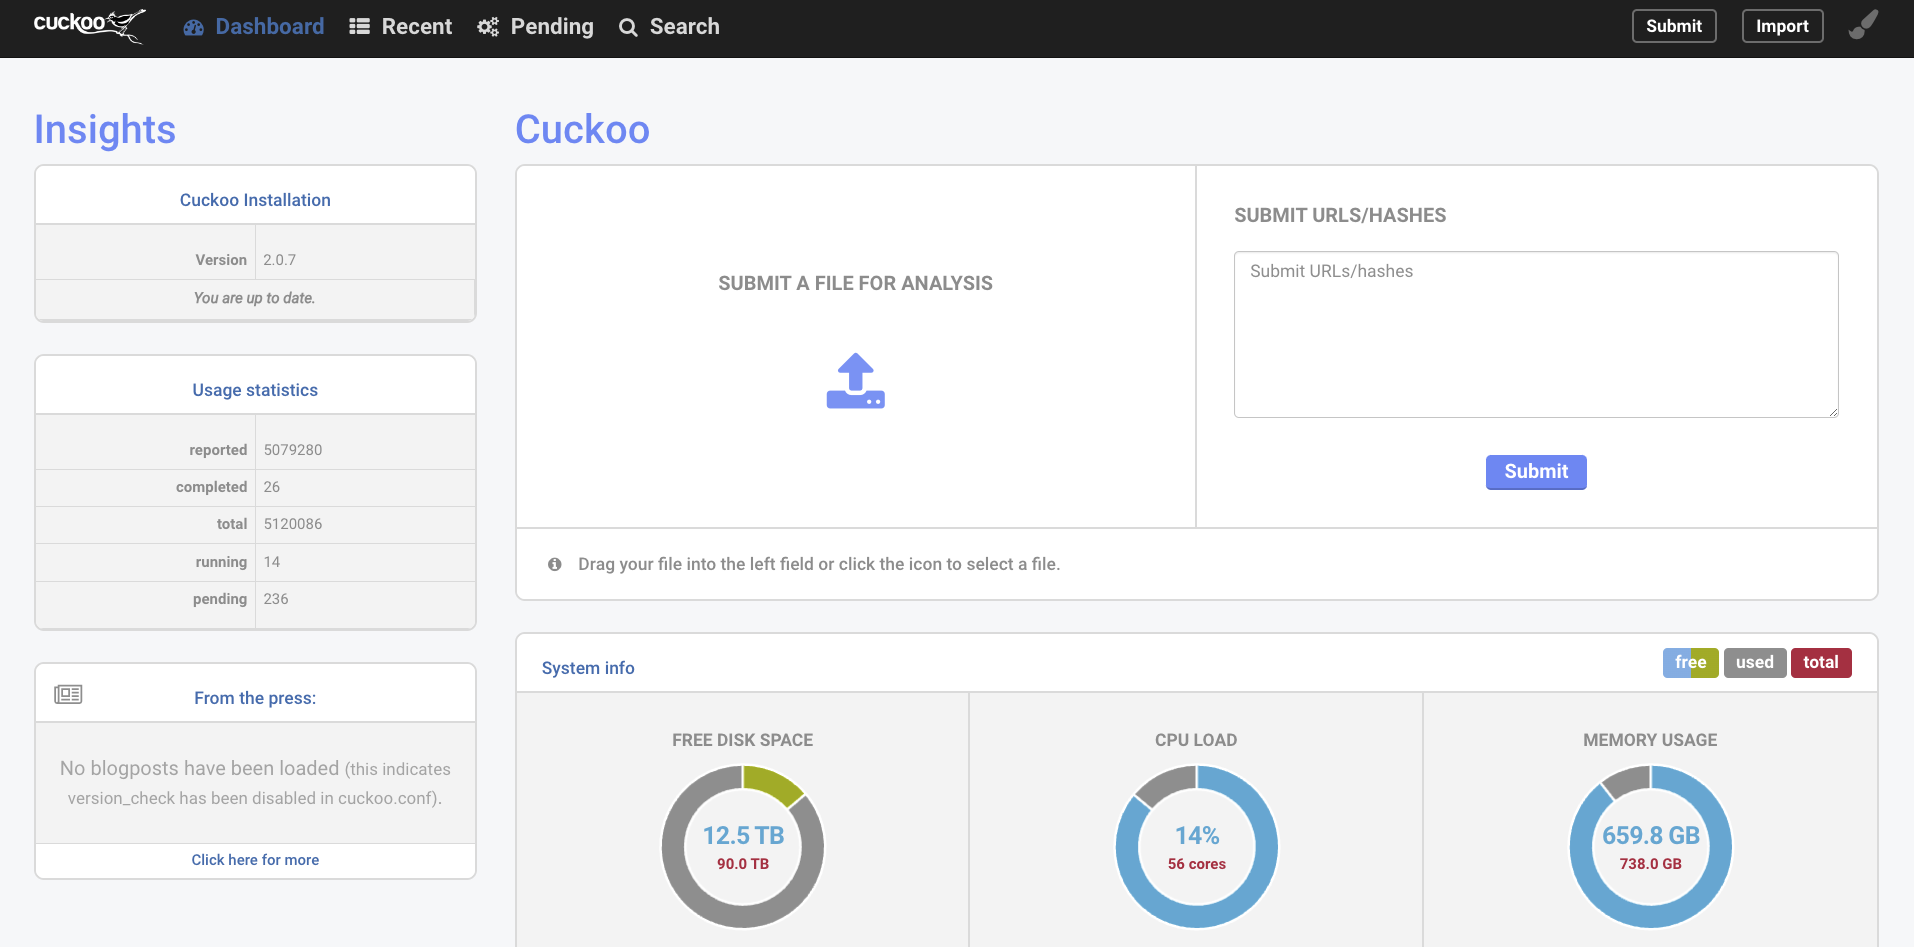 cuckoo Dashboard Recent Pending Search Submit Import
Insights
Cuckoo Installation
Version 2.0.7
You are up to date.
Usage statistics
reported 5079280
completed 26
total 5120086
running 14
pending 236
From the press:
No blogposts have been loaded (this indicates
version_check has been disabled in cuckoo.conf).
Click here for more
Cuckoo
SUBMIT A FILE FOR ANALYSIS
SUBMIT URLS/HASHES
Submit URLs/hashes
Submit
Drag your file into the left field or click the icon to select a file.
System info
free used total
FREE DISK SPACE
12.5 TB
90.0 TB
CPU LOAD
14%
56 cores
MEMORY USAGE
659.8 GB
738.0 GB